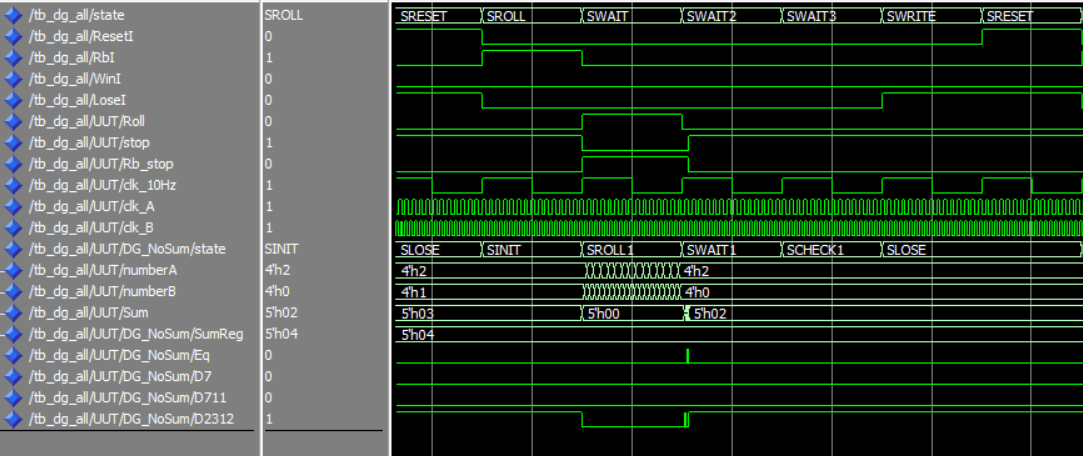 /tb_dg_all/state SROLL SRESET SROLL SWAIT SWAIT2 SWAIT3 SWRITE SRESET
/tb_dg_all/ResetI 0
/tb_dg_all/RbI 1
/tb_dg_all/WinI 0
/tb_dg_all/LoseI 0
/tb_dg_all/UUT/Roll 0
/tb_dg_all/UUT/stop 1
/tb_dg_all/UUT/Rb_stop 0
/tb_dg_all/UUT/clk_10Hz 1
/tb_dg_all/UUT/clk_A 1
/tb_dg_all/UUT/clk_B 1
/tb_dg_all/UUT/DG_NoSum/state SINIT SLOSE SINIT SROLL1 SWAIT1 SCHECK1 SLOSE
/tb_dg_all/UUT/numberA 4'h2 4'h2 4'h2
/tb_dg_all/UUT/numberB 4'h0 4'h1 4'h0
/tb_dg_all/UUT/Sum 5'h02 5'h03 5'h00 5'h02
/tb_dg_all/UUT/DG_NoSum/SumReg 5'h04 5'h04
/tb_dg_all/UUT/DG_NoSum/Eq 0
/tb_dg_all/UUT/DG_NoSum/D7 0
/tb_dg_all/UUT/DG_NoSum/D711 0
/tb_dg_all/UUT/DG_NoSum/D2312 1